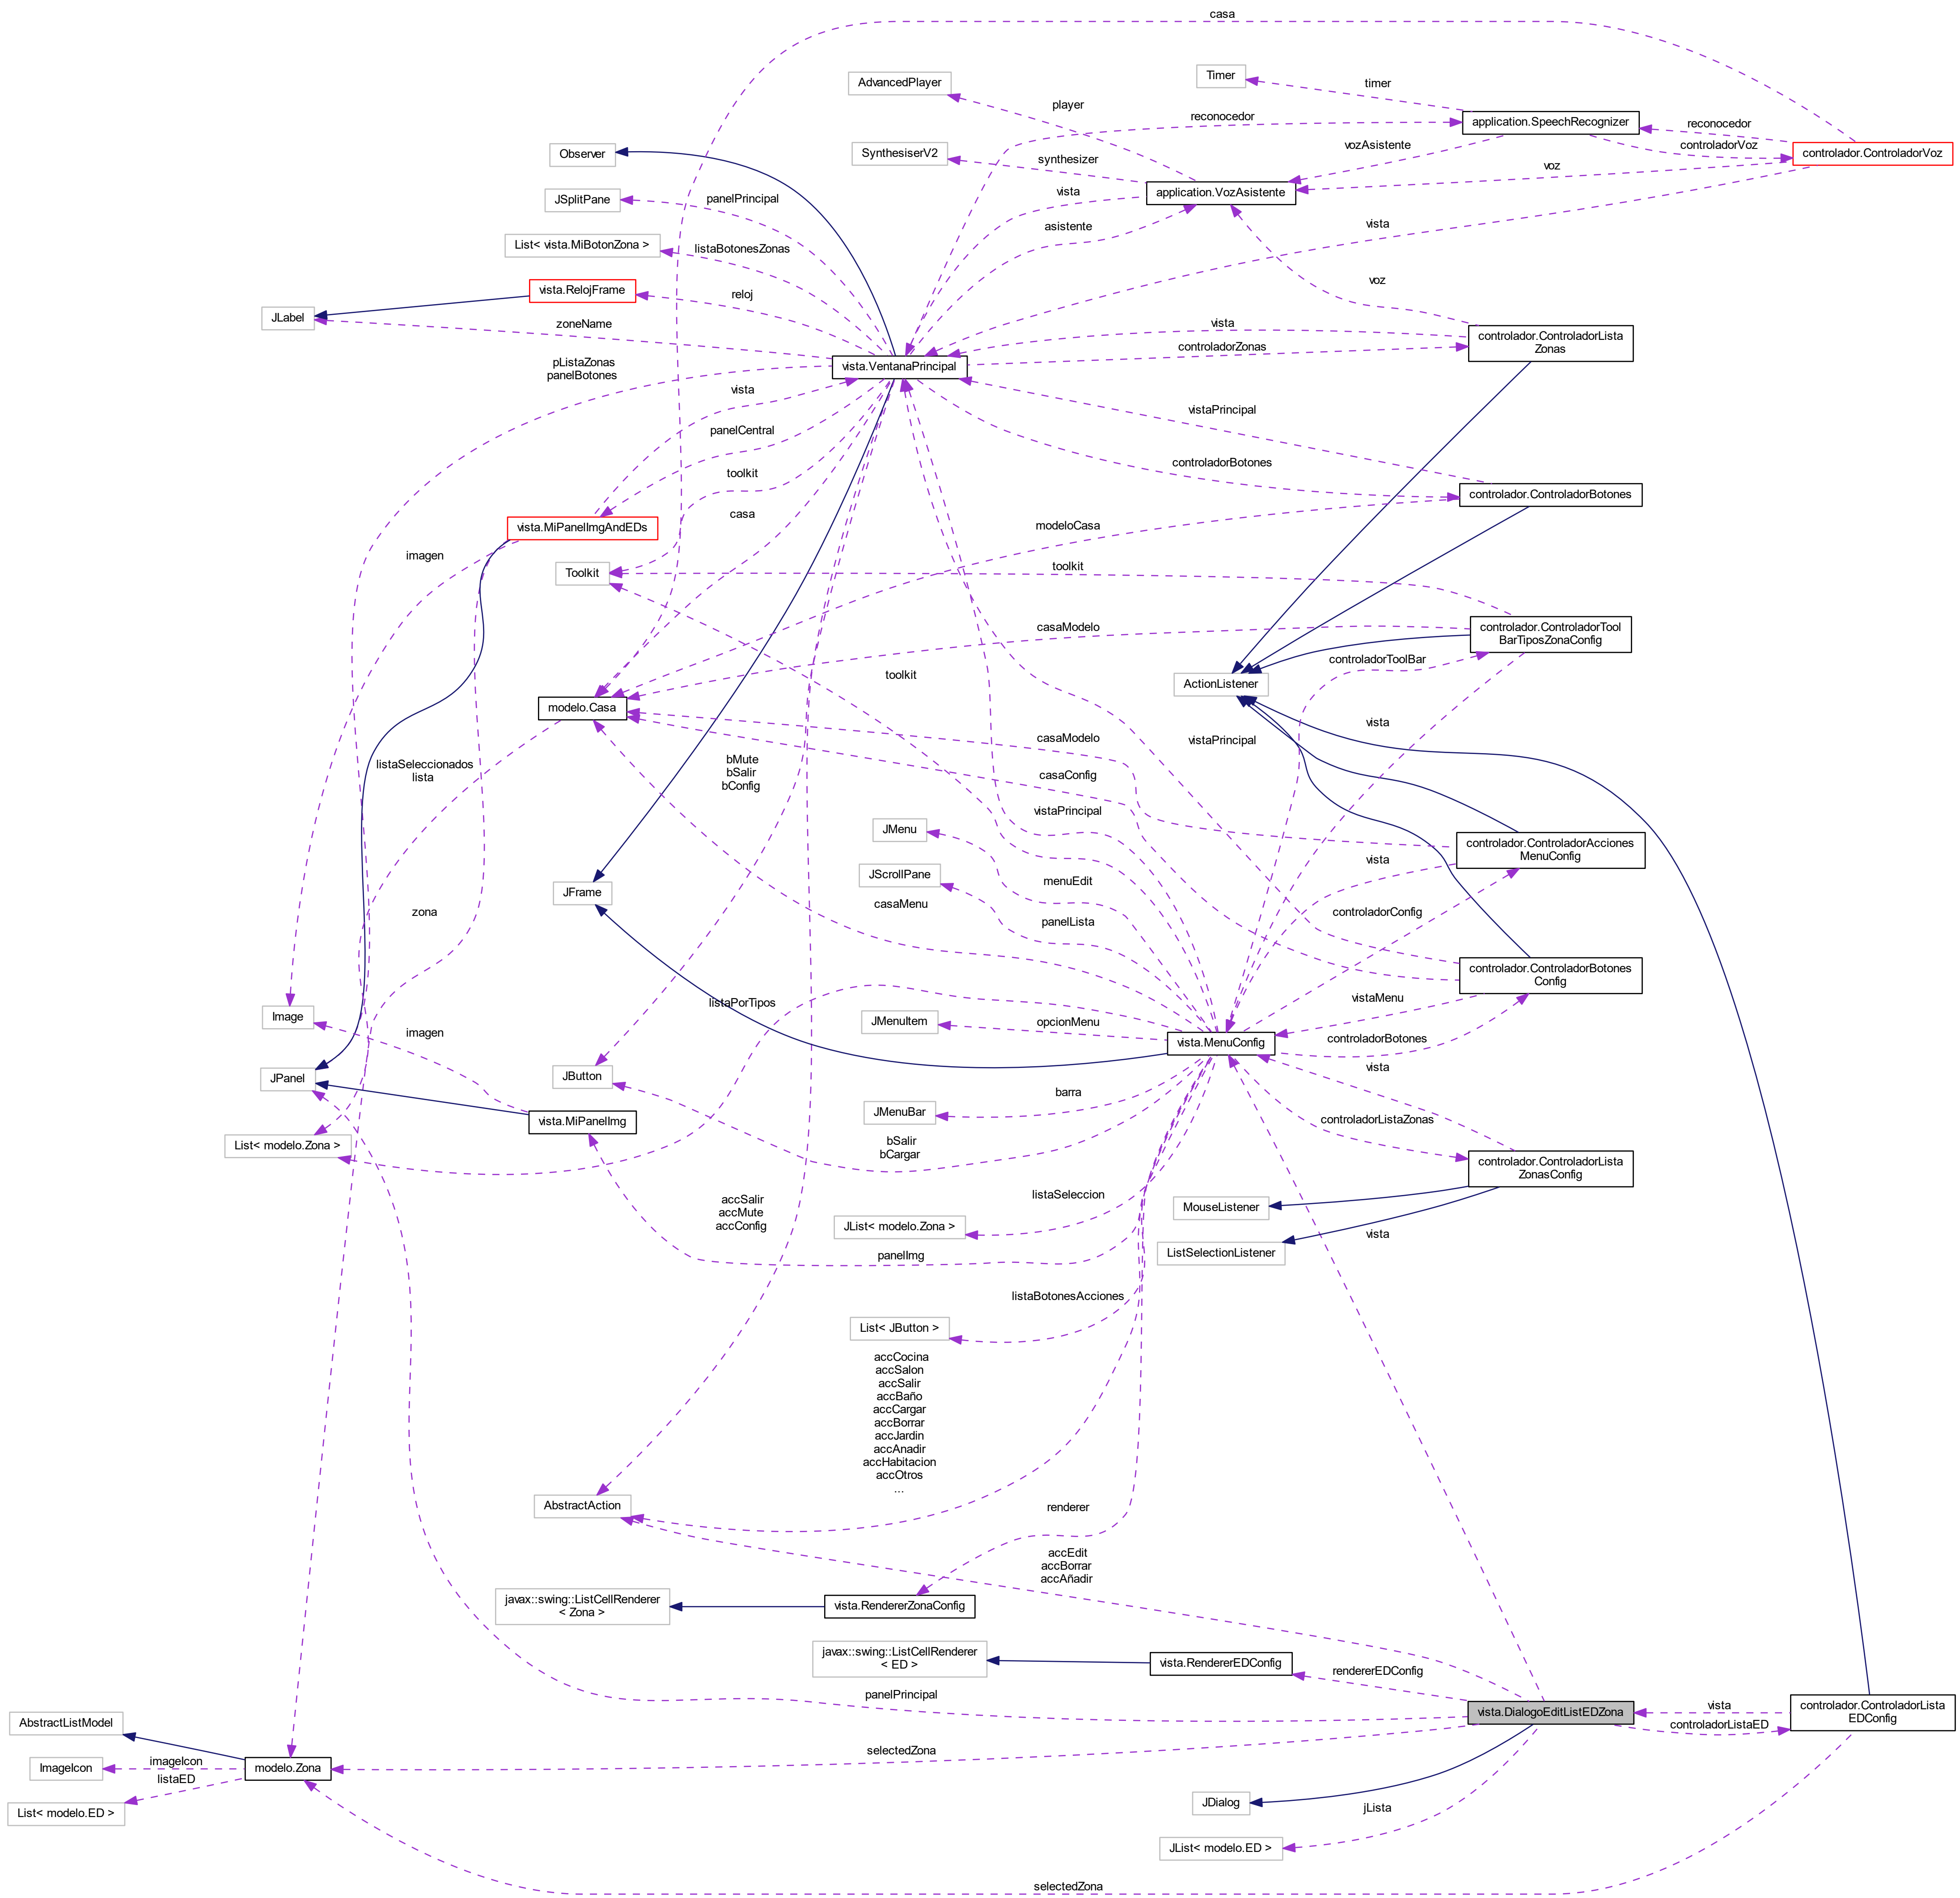 casa
AdvancedPlayer
Timer
timer
player
reconocedor
application.SpeechRecognizer
reconocedor
controladorVoz
controlador.ControladorVoz
Observer
SynthesiserV2
synthesizer
vozAsistente
voz
JSplitPane
panelPrincipal
vista
application.VozAsistente
asistente
vista
List< vista.MiBotonZona >
listaBotonesZonas
vista.RelojFrame
reloj
voz
JLabel
zoneName
vista
controladorZonas
controlador.ControladorLista
Zonas
pListaZonas
panelBotones
vista.VentanaPrincipal
vista
vistaPrincipal
panelCentral
toolkit
controladorBotones
controlador.ControladorBotones
casa
modeloCasa
vista.MiPanelImgAndEDs
imagen
Toolkit
toolkit
controlador.ControladorTool
BarTiposZonaConfig
casaModelo
controladorToolBar
toolkit
ActionListener
modelo.Casa
vista
casaModelo
vistaPrincipal
listaSeleccionados
lista
bMute
bSalir
bConfig
casaConfig
vistaPrincipal
JMenu
controlador.ControladorAcciones
MenuConfig
vista
JScrollPane
menuEdit
JFrame
casaMenu
zona
panelLista
controladorConfig
controlador.ControladorBotones
Config
listaPorTipos
vistaMenu
Image
imagen
JMenuItem
opcionMenu
vista.MenuConfig
controladorBotones
JPanel
JButton
vista
barra
JMenuBar
vista.MiPanelImg
controladorListaZonas
List< modelo.Zona >
bSalir
bCargar
controlador.ControladorLista
ZonasConfig
accSalir
accMute
accConfig
listaSeleccion
MouseListener
JList< modelo.Zona >
vista
panelImg
ListSelectionListener
listaBotonesAcciones
List< JButton >
accCocina
accSalon
accSalir
accBaño
accCargar
accBorrar
accJardin
accAnadir
accHabitacion
accOtros
...
AbstractAction
renderer
accEdit
accBorrar
accAñadir
javax::swing::ListCellRenderer
< Zona >
vista.RendererZonaConfig
javax::swing::ListCellRenderer
< ED >
vista.RendererEDConfig
rendererEDConfig
panelPrincipal
vista.DialogoEditListEDZona
vista
controladorListaED
controlador.ControladorLista
EDConfig
AbstractListModel
selectedZona
ImageIcon
imageIcon
modelo.Zona
listaED
List< modelo.ED >
JDialog
jLista
JList< modelo.ED >
selectedZona